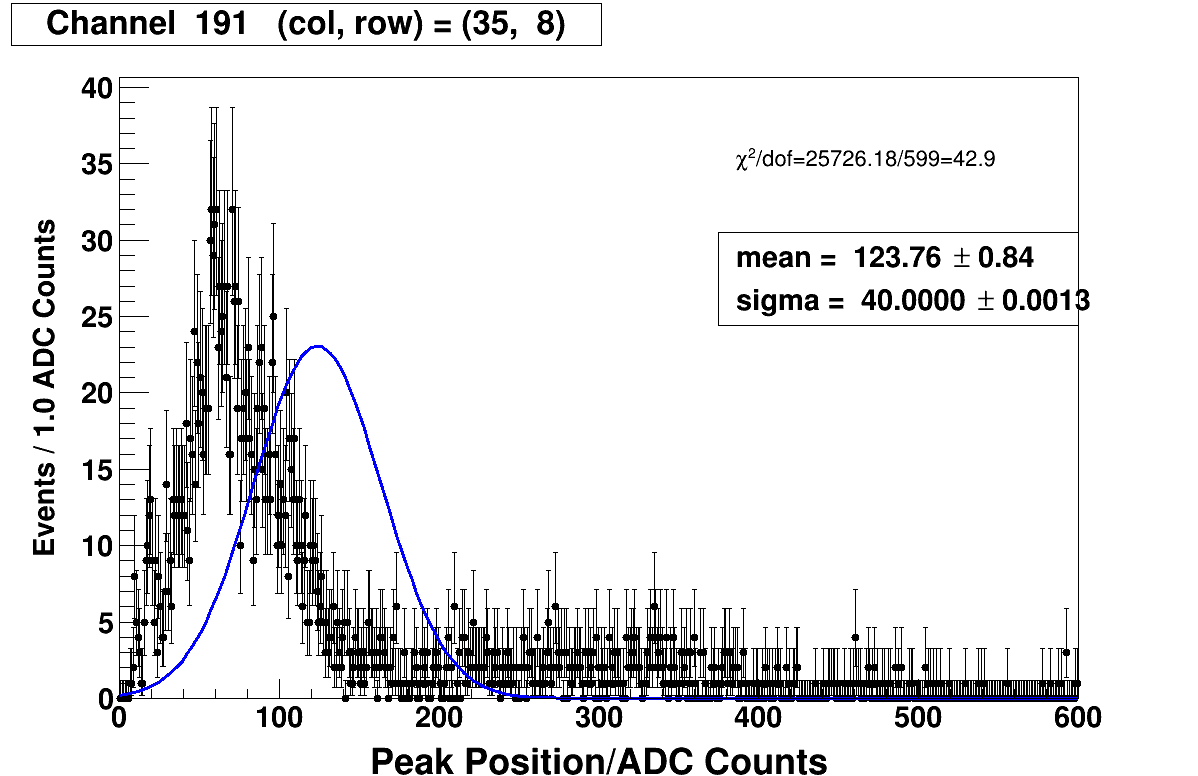 Channel 191 (col, row) = (35, 8)
χ²/dof=25726.18/599=42.9
mean = 123.76 ± 0.84
sigma = 40.0000 ± 0.0013
Events / 1.0 ADC Counts
40
35
30
25
20
15
10
5
0
0 100 200 300 400 500 600
Peak Position/ADC Counts